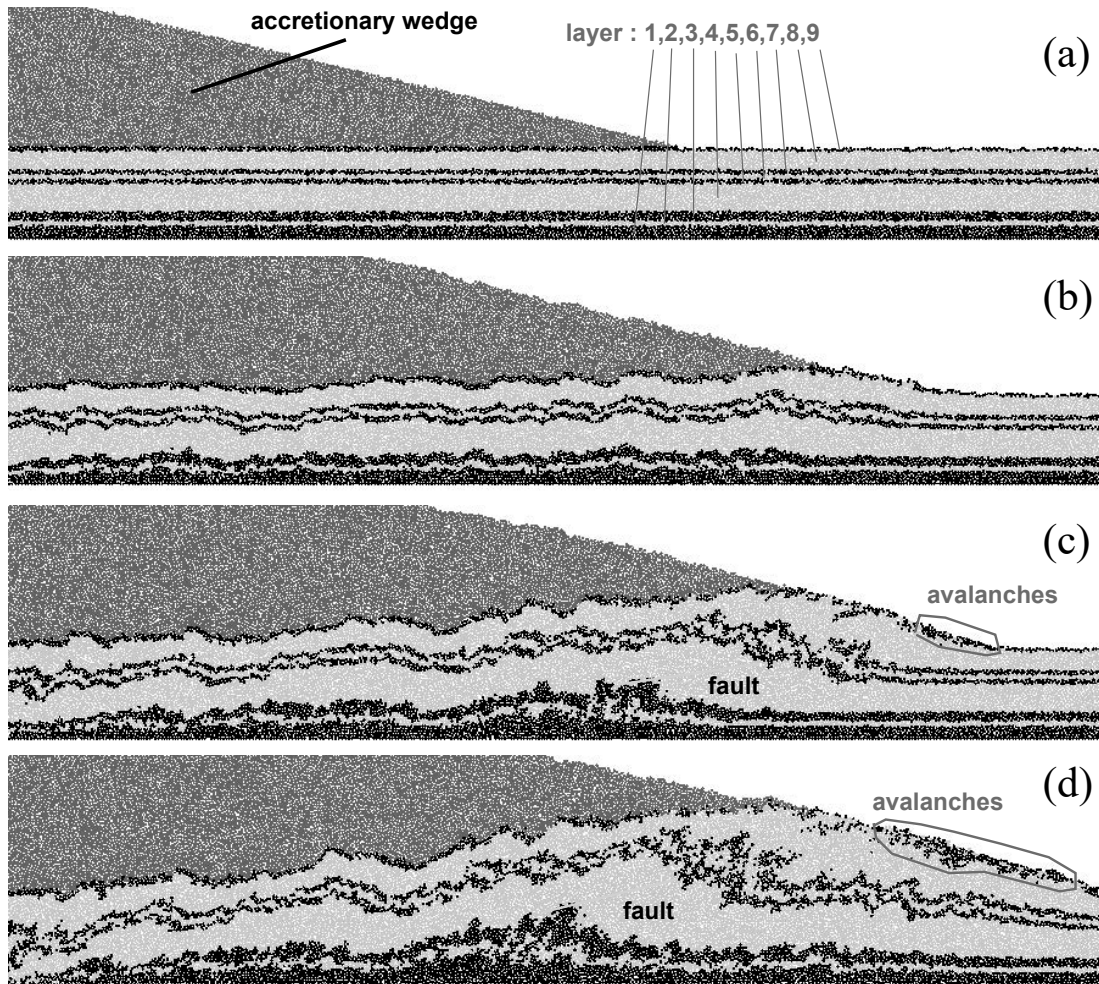 accretionary wedge
layer : 1,2,3,4,5,6,7,8,9
(a)
(b)
(c)
avalanches
fault
(d)
avalanches
fault